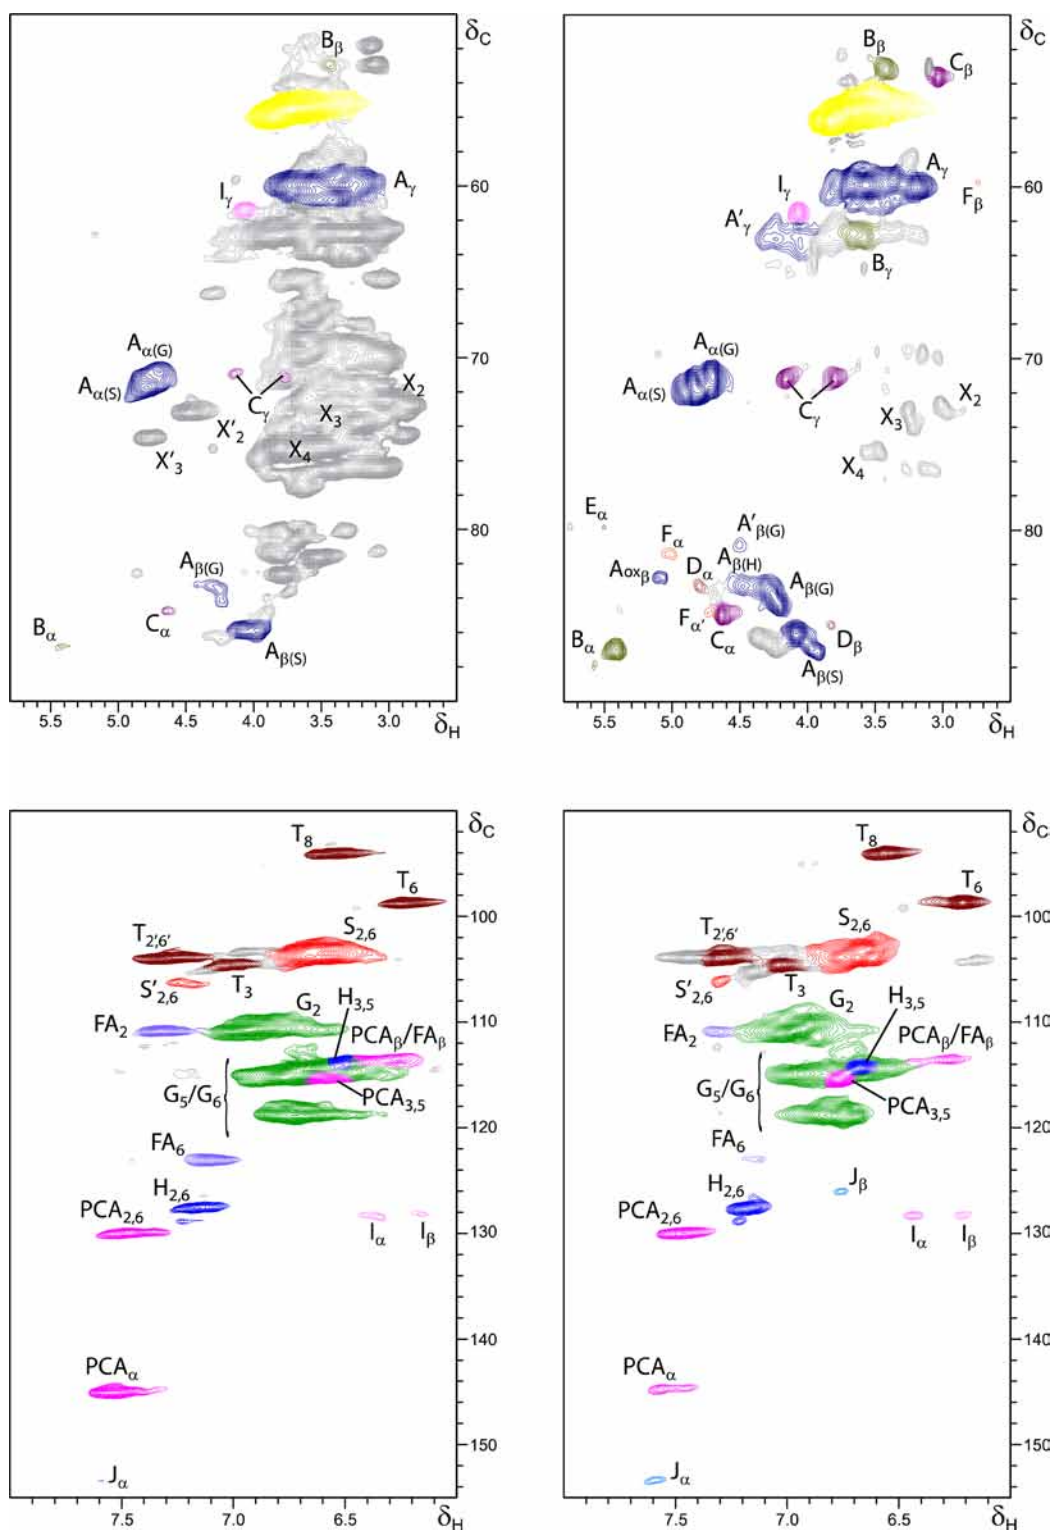 δC
Bβ
Aγ
Iγ
60
Aα(G)
70
Aα(S)
X2
Cγ
X3
X'2
X4
X'3
80
Aβ(G)
Cα
Bα
Aβ(S)
5.5 5.0 4.5 4.0 3.5 3.0
δH
δC
Bβ
Cβ
Aγ
60
Iγ
Fβ
A'γ
Bγ
Aα(G)
70
Aα(S)
Cγ
X2
X3
X4
80
Eα
A'β(G)
Fα
Aβ(H)
Aoxβ
Dα
Aβ(G)
Fα'
Bα
Cα
Dβ
Aβ(S)
5.5 5.0 4.5 4.0 3.5 3.0
δH
δC
T8
T6
100
T2'6'
S2,6
S'2,6
T3
H3,5
FA2
G2
110
PCAβ/FAβ
G5/G6
PCA3,5
120
FA6
H2,6
PCA2,6
130
Iα
Iβ
140
PCAα
150
Jα
7.5 7.0 6.5
δH
δC
T8
T6
100
T2'6'
S2,6
S'2,6
T3
H3,5
FA2
G2
110
PCAβ/FAβ
G5/G6
PCA3,5
120
FA6
Jβ
H2,6
PCA2,6
130
Iα
Iβ
140
PCAα
150
Jα
7.5 7.0 6.5
δH